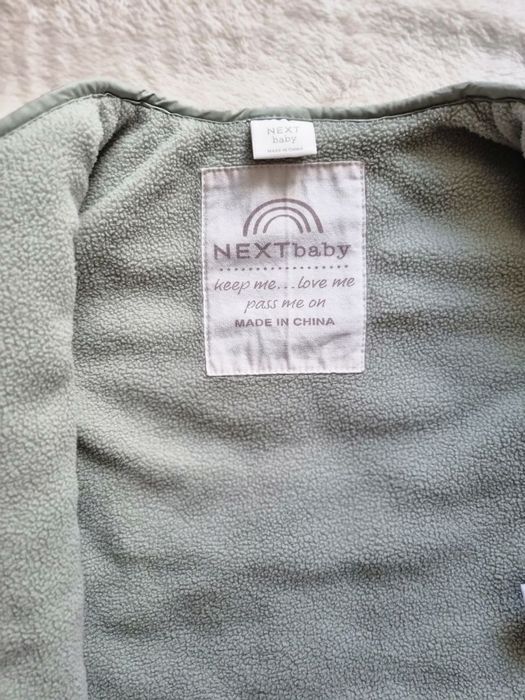 NEXT
baby
MADE IN CHINA
NEXTbaby
keep me...love me
pass me on
MADE IN CHINA